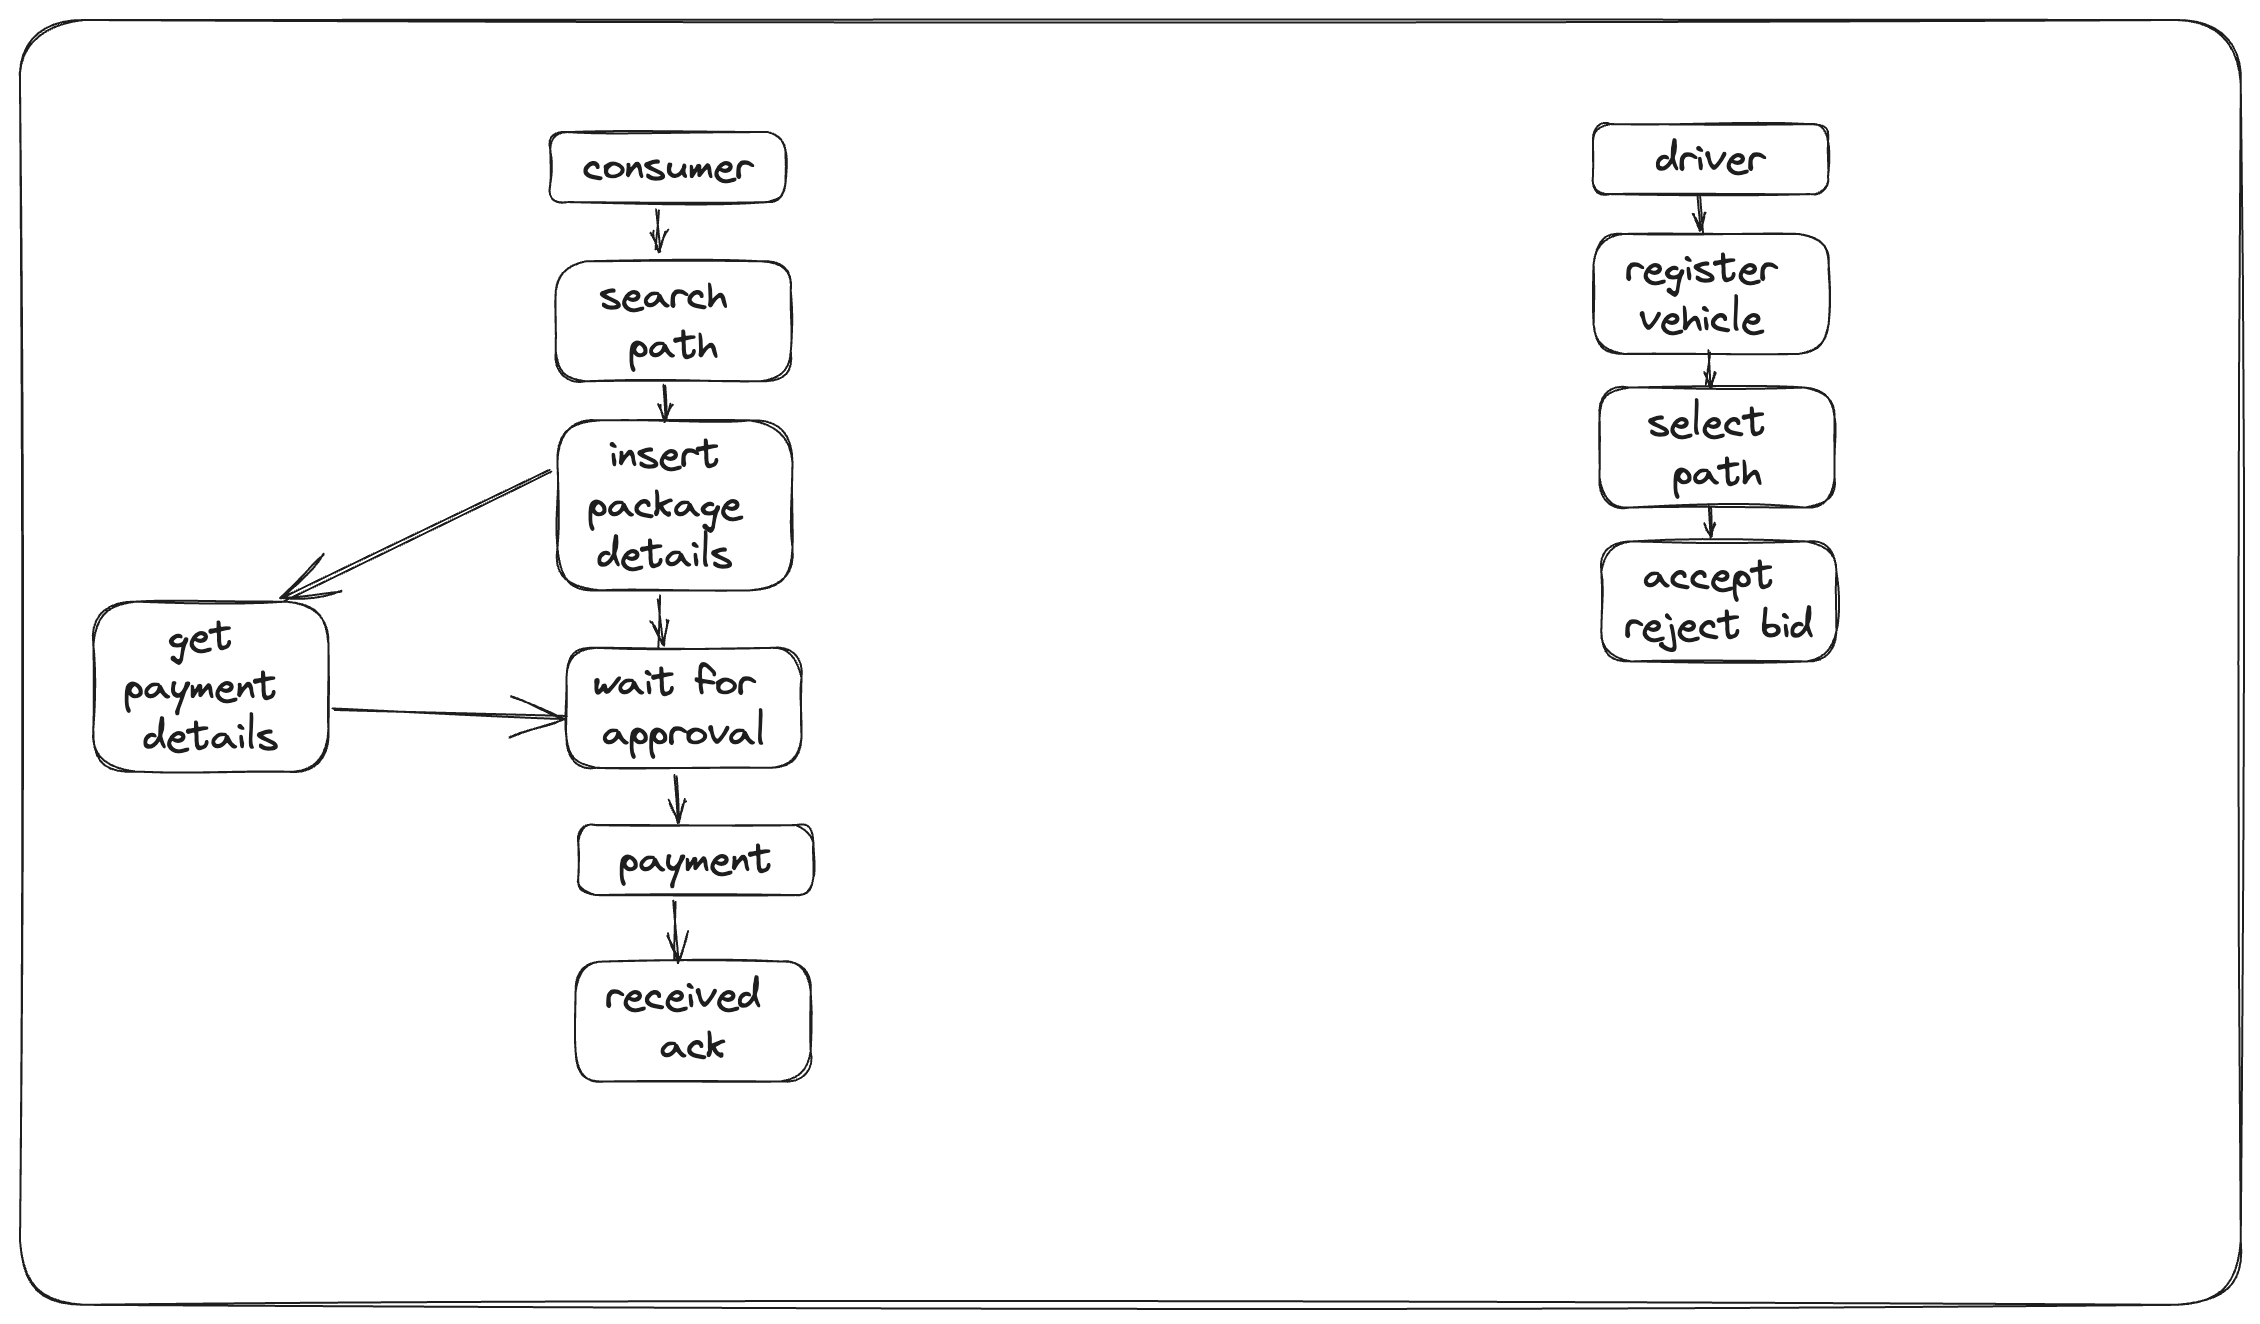 consumer
search
path
insert
package
details
get
payment
details
wait for
approval
payment
received
ack
driver
register
vehicle
select
path
accept
reject bid